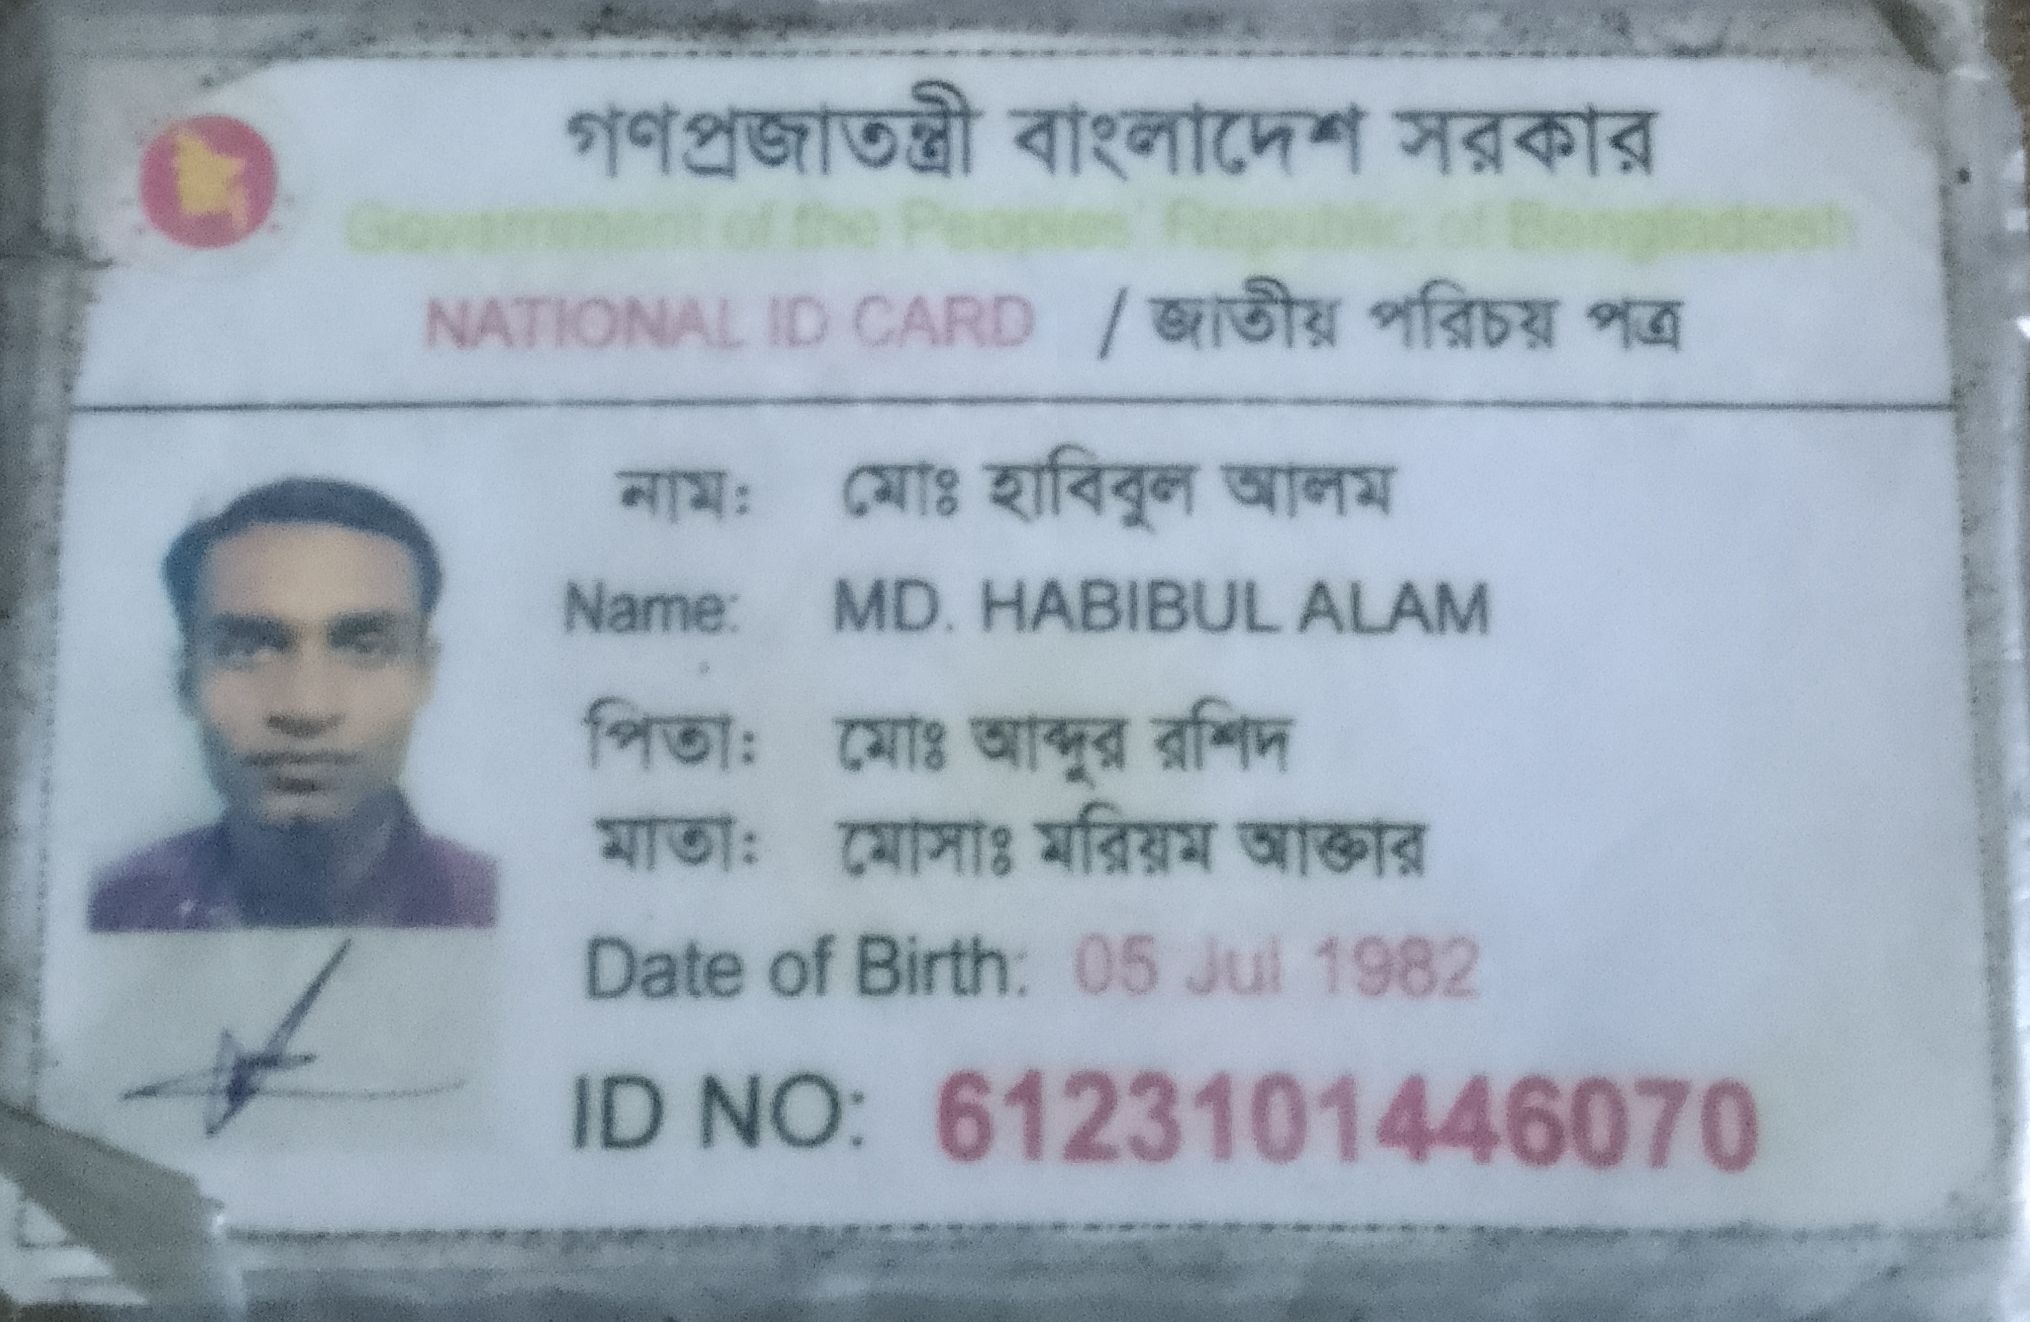 গণপ্রজাতন্ত্রী বাংলাদেশ সরকার
Government of the Peoples' Republic of Bangladesh
NATIONAL ID CARD / জাতীয় পরিচয় পত্র
নাম: মোঃ হাবিবুল আলম
Name: MD. HABIBUL ALAM
পিতা: মোঃ আব্দুর রশিদ
মাতা: মোসাঃ মরিয়ম আক্তার
Date of Birth: 05 Jul 1982
ID NO: 6123101446070